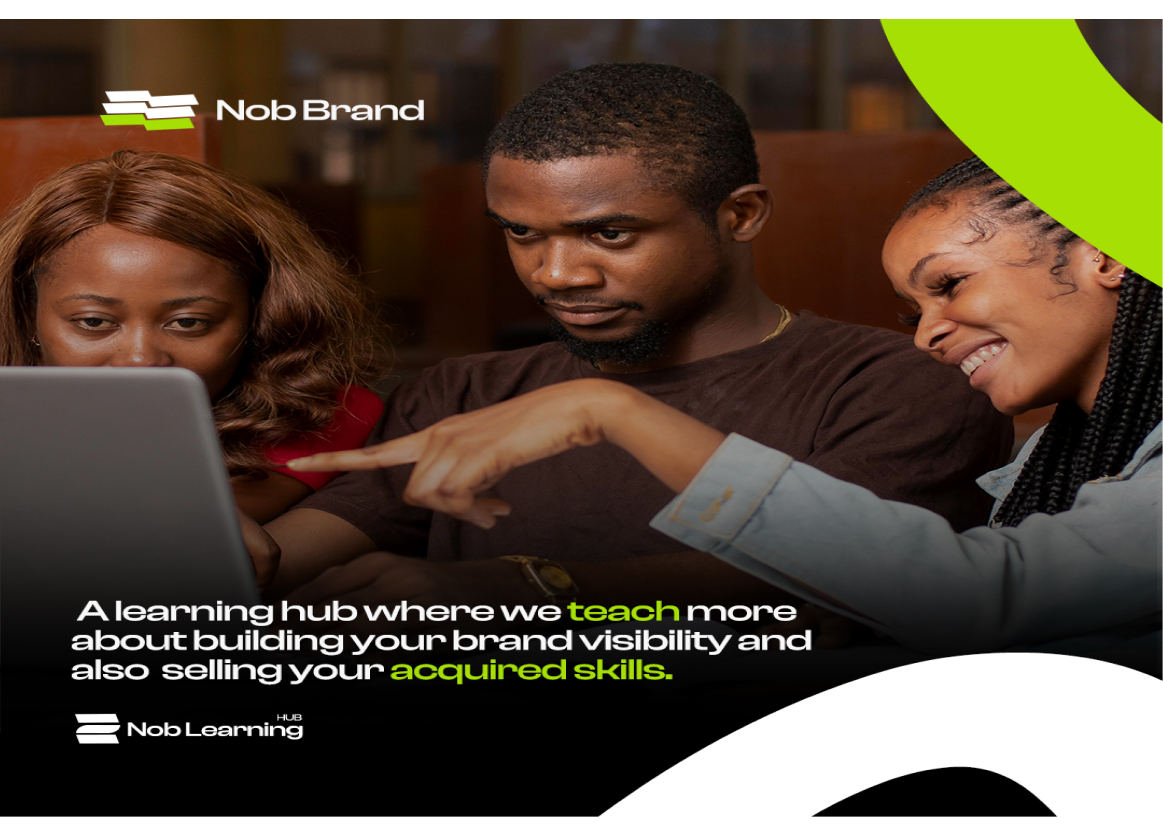 Nob Brand
A learning hub where we teach more
about building your brand visibility and
also selling your acquired skills.
Nob Learning HUB